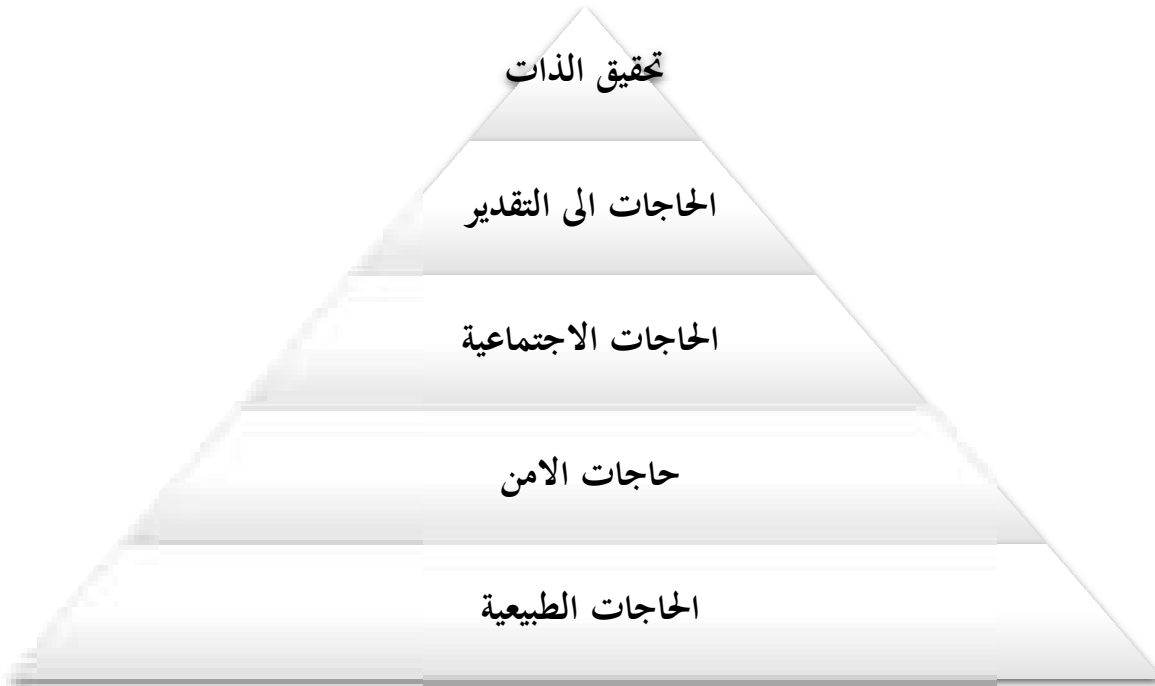 تحقيق الذات
الحاجات الى التقدير
الحاجات الاجتماعية
حاجات الامن
الحاجات الطبيعية